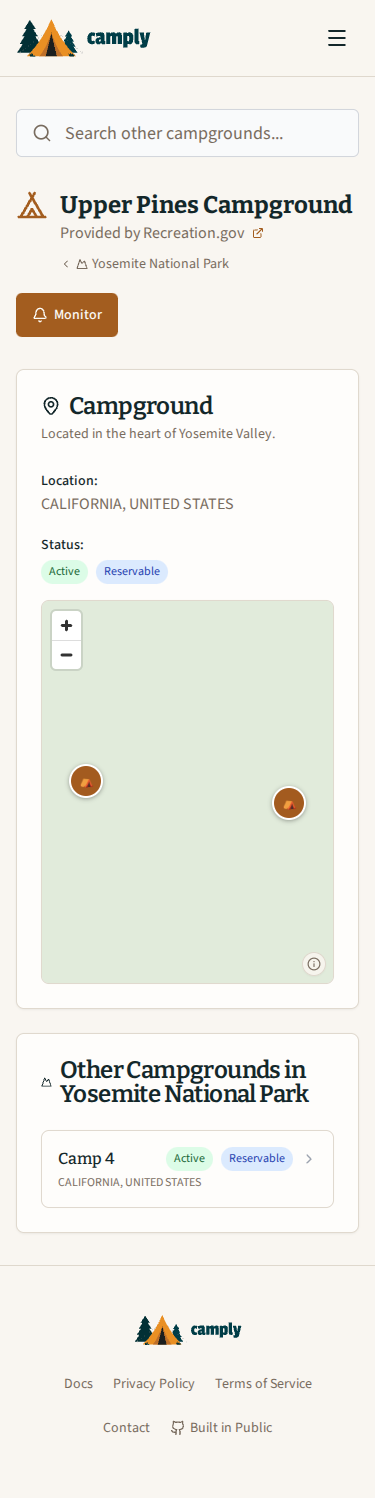 camply
Search other campgrounds...
Upper Pines Campground
Provided by Recreation.gov
Yosemite National Park
Monitor
Campground
Located in the heart of Yosemite Valley.
Location:
CALIFORNIA, UNITED STATES
Status:
Active Reservable
+
−
Other Campgrounds in
Yosemite National Park
Camp 4 Active Reservable
CALIFORNIA, UNITED STATES
camply
Docs Privacy Policy Terms of Service
Contact Built in Public